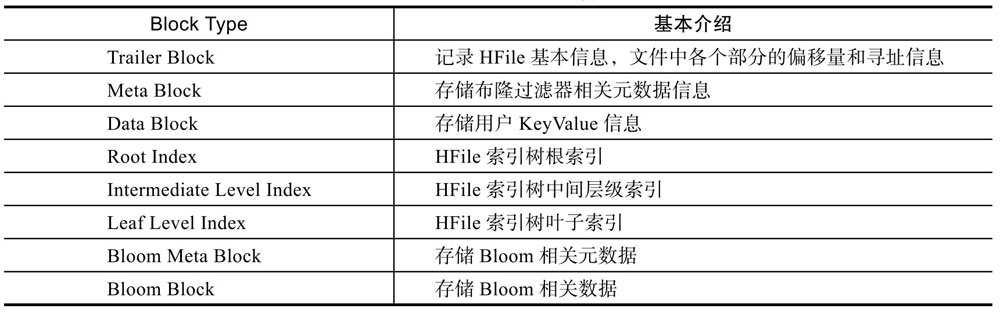 Block Type 基本介绍
Trailer Block 记录 HFile 基本信息，文件中各个部分的偏移量和寻址信息
Meta Block 存储布隆过滤器相关元数据信息
Data Block 存储用户 KeyValue 信息
Root Index HFile 索引树根索引
Intermediate Level Index HFile 索引树中间层级索引
Leaf Level Index HFile 索引树叶子索引
Bloom Meta Block 存储 Bloom 相关元数据
Bloom Block 存储 Bloom 相关数据